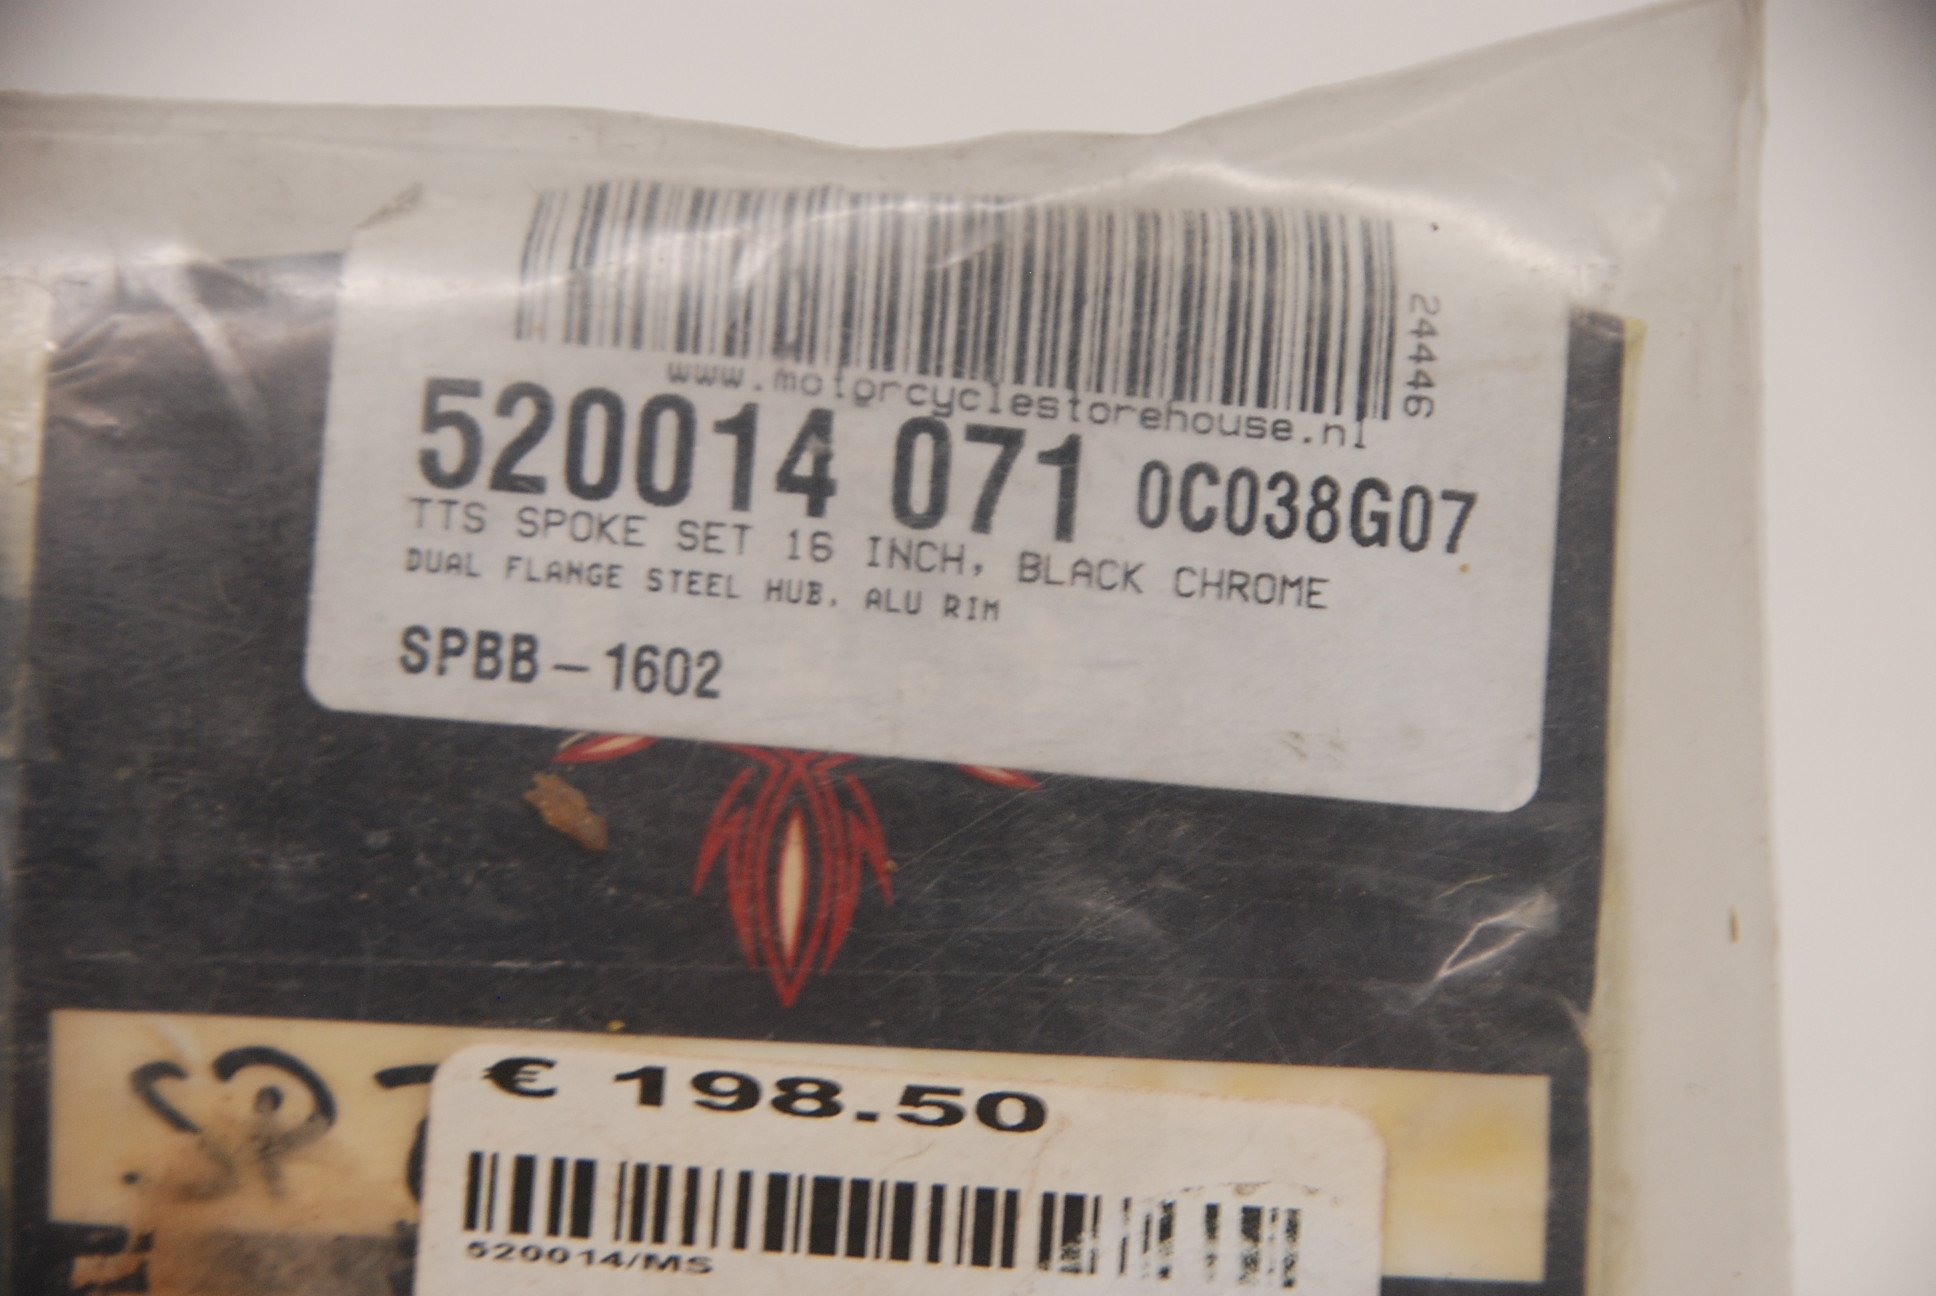 24446
www.motorcyclestorehouse.nl
520014 071 0C038G07
TTS SPOKE SET 16 INCH, BLACK CHROME
DUAL FLANGE STEEL HUB, ALU RIM
SPBB-1602
€ 198.50
520014/MS